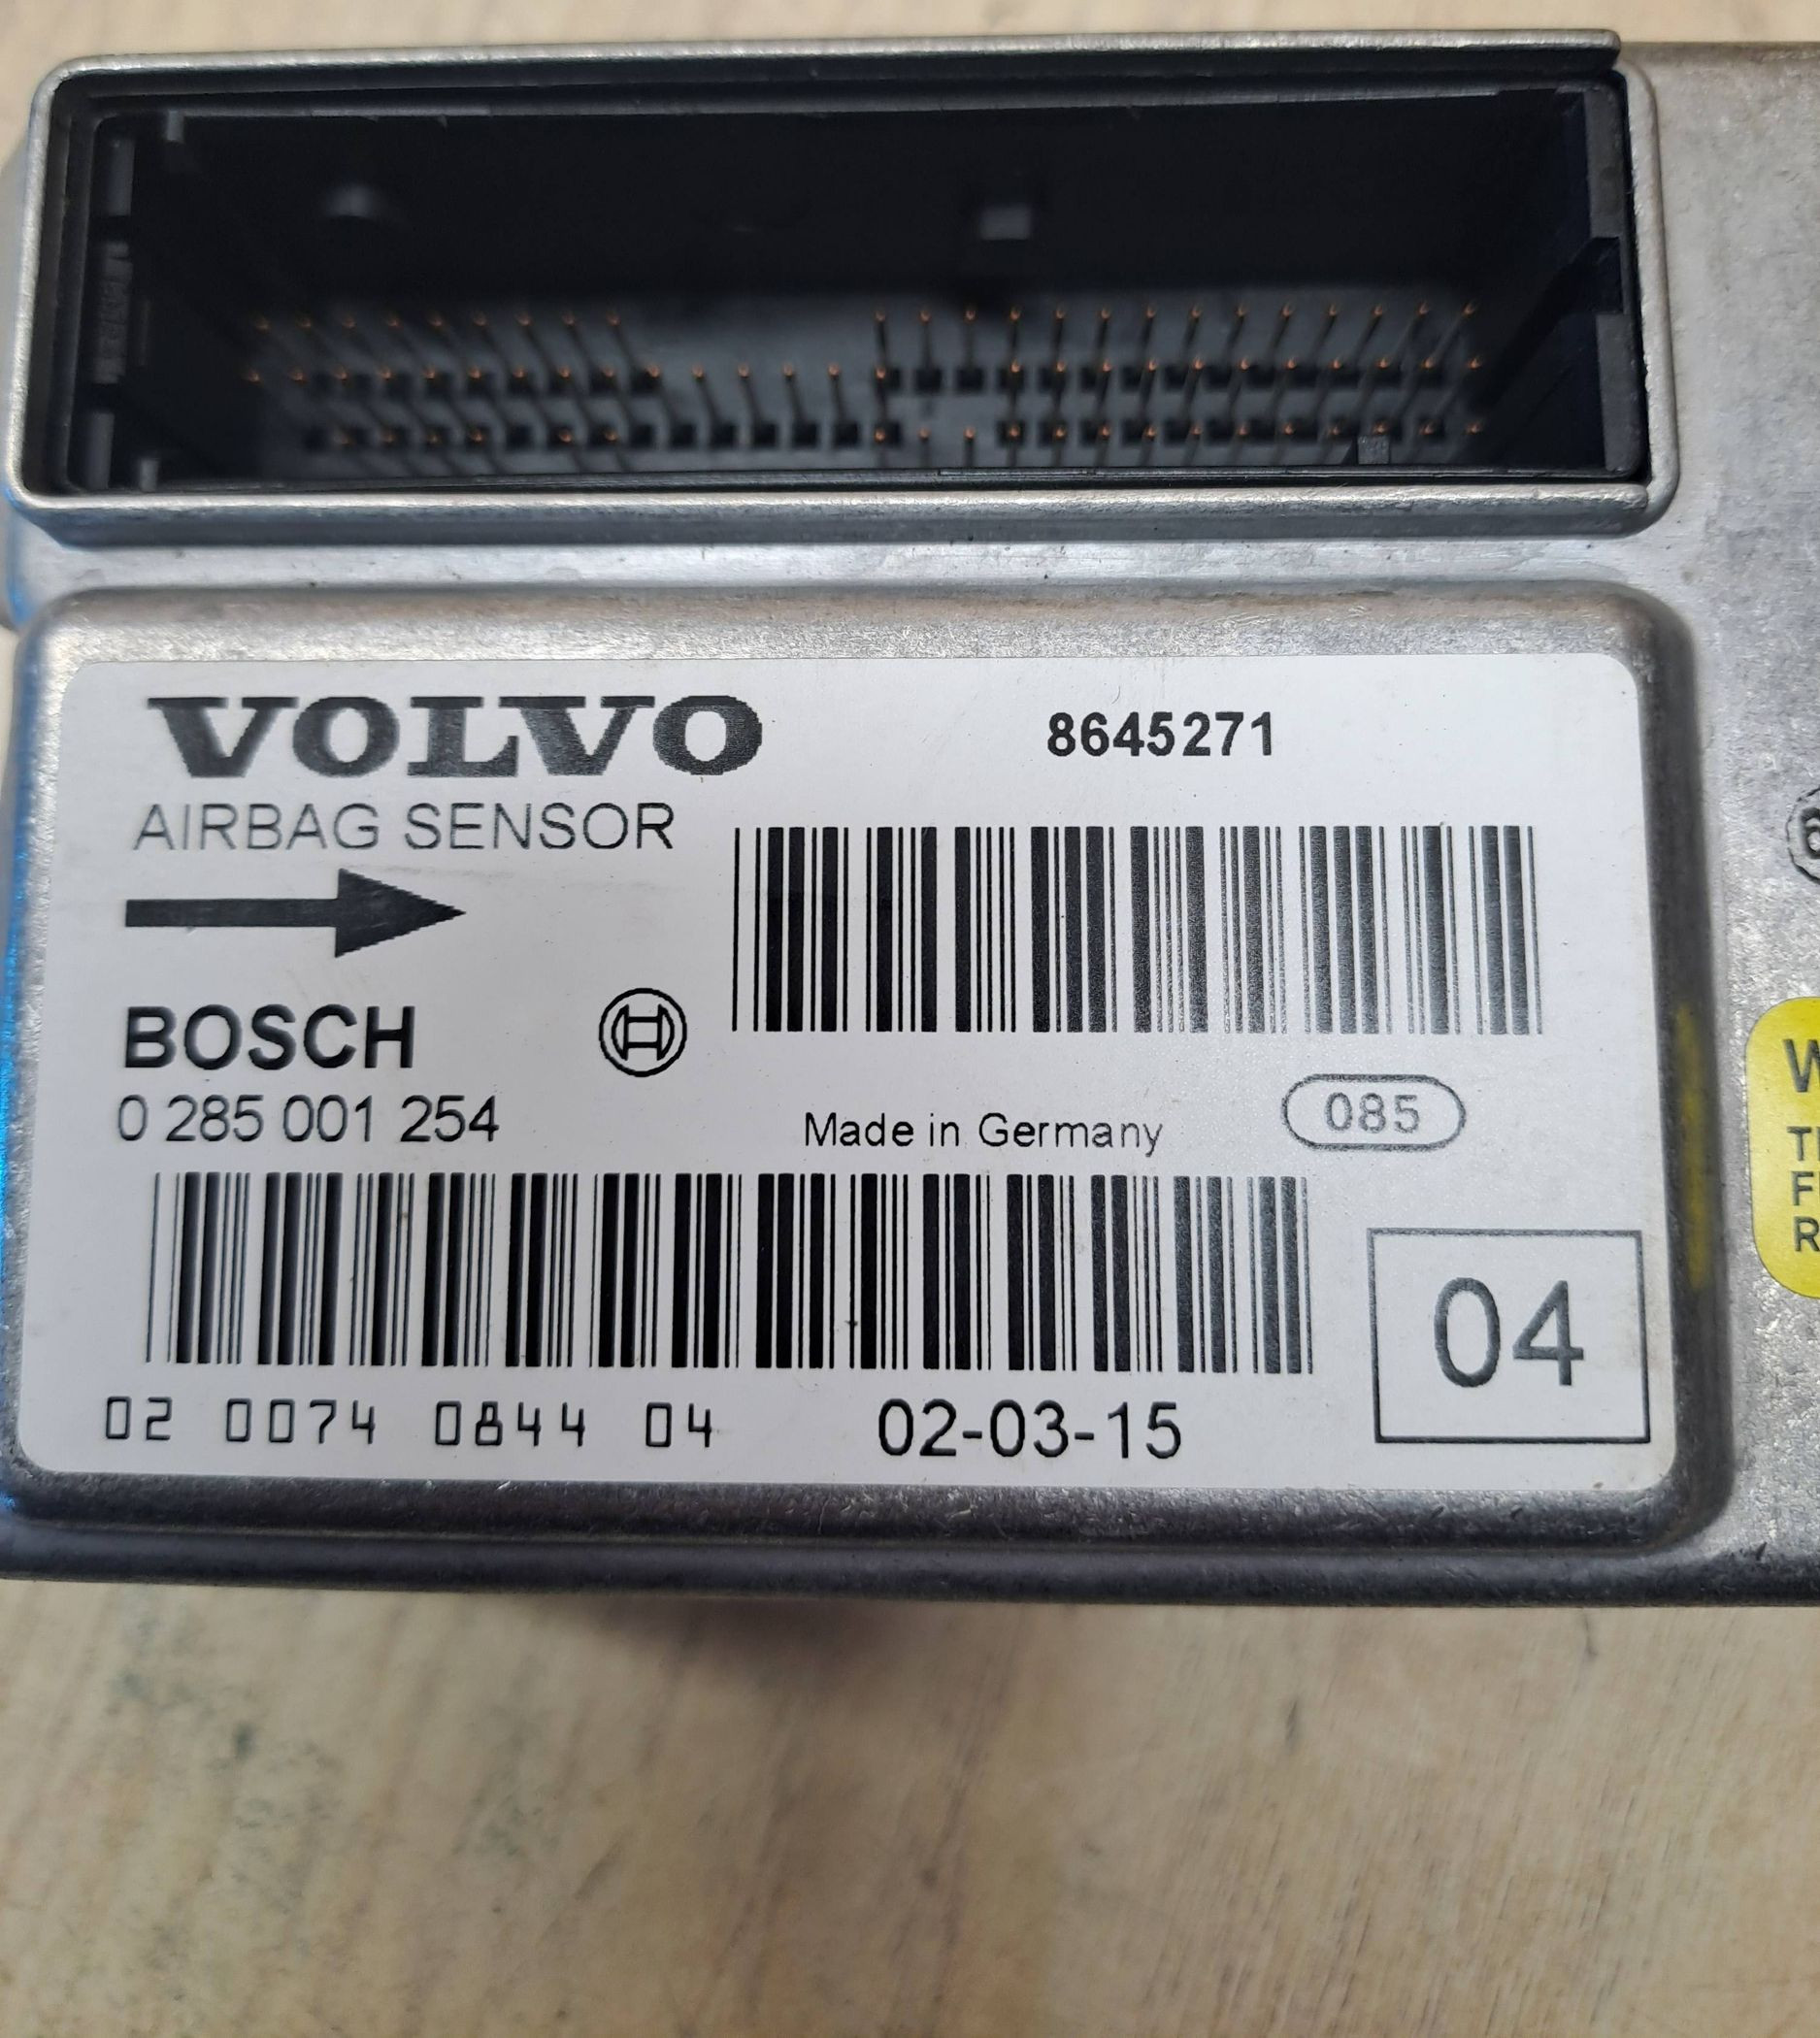 VOLVO
8645271
AIRBAG SENSOR
BOSCH
0 285 001 254
Made in Germany
085
04
02 0074 0844 04
02-03-15